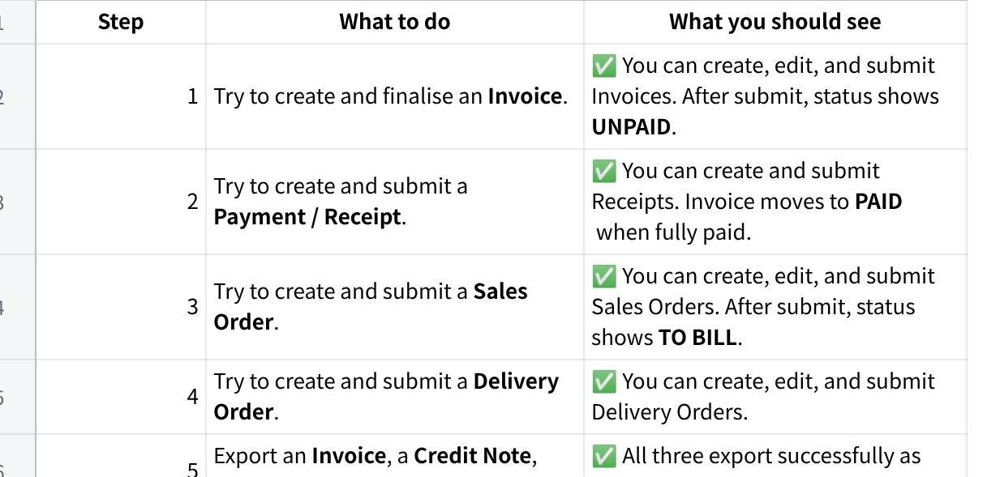 Step
What to do
What you should see
1
Try to create and finalise an Invoice.
✅ You can create, edit, and submit
Invoices. After submit, status shows
UNPAID.
2
Try to create and submit a
Payment / Receipt.
✅ You can create and submit
Receipts. Invoice moves to PAID
when fully paid.
3
Try to create and submit a Sales
Order.
✅ You can create, edit, and submit
Sales Orders. After submit, status
shows TO BILL.
4
Try to create and submit a Delivery
Order.
✅ You can create, edit, and submit
Delivery Orders.
5
Export an Invoice, a Credit Note,
✅ All three export successfully as